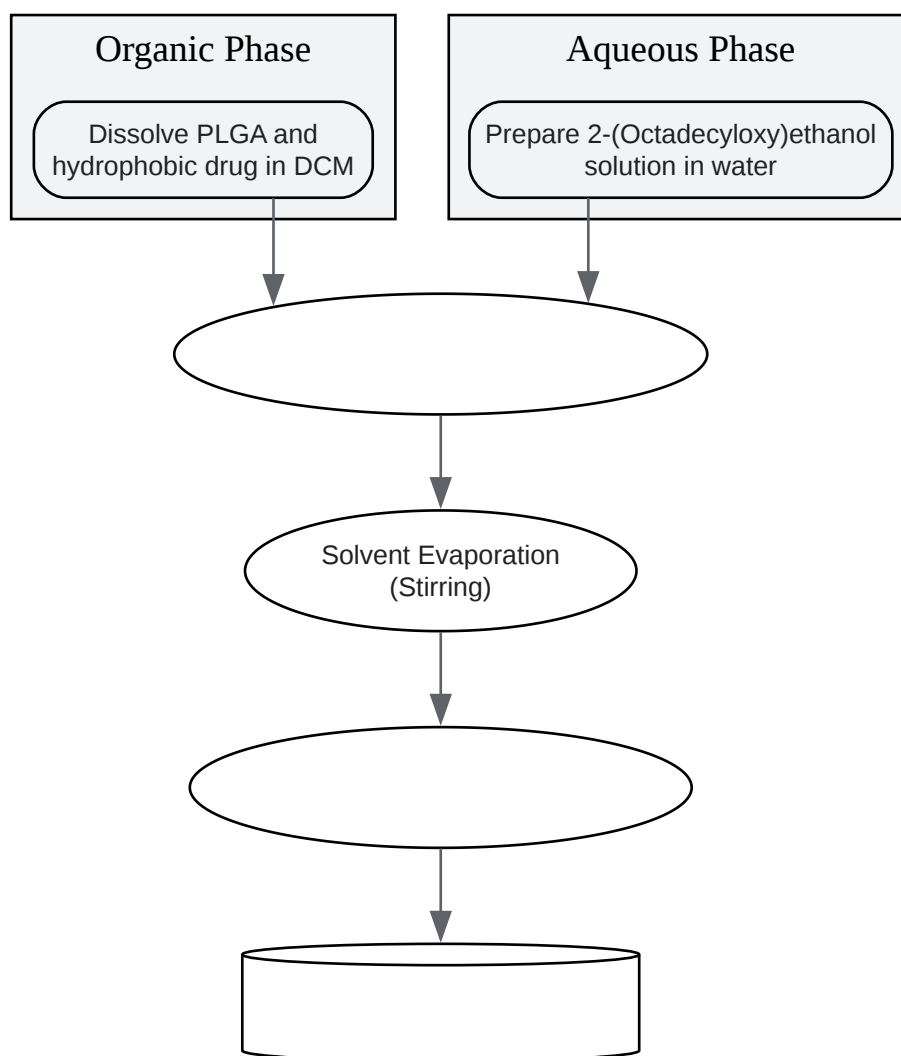 Organic Phase
Dissolve PLGA and
hydrophobic drug in DCM
Aqueous Phase
Prepare 2-(Octadecyloxy)ethanol
solution in water
Solvent Evaporation
(Stirring)